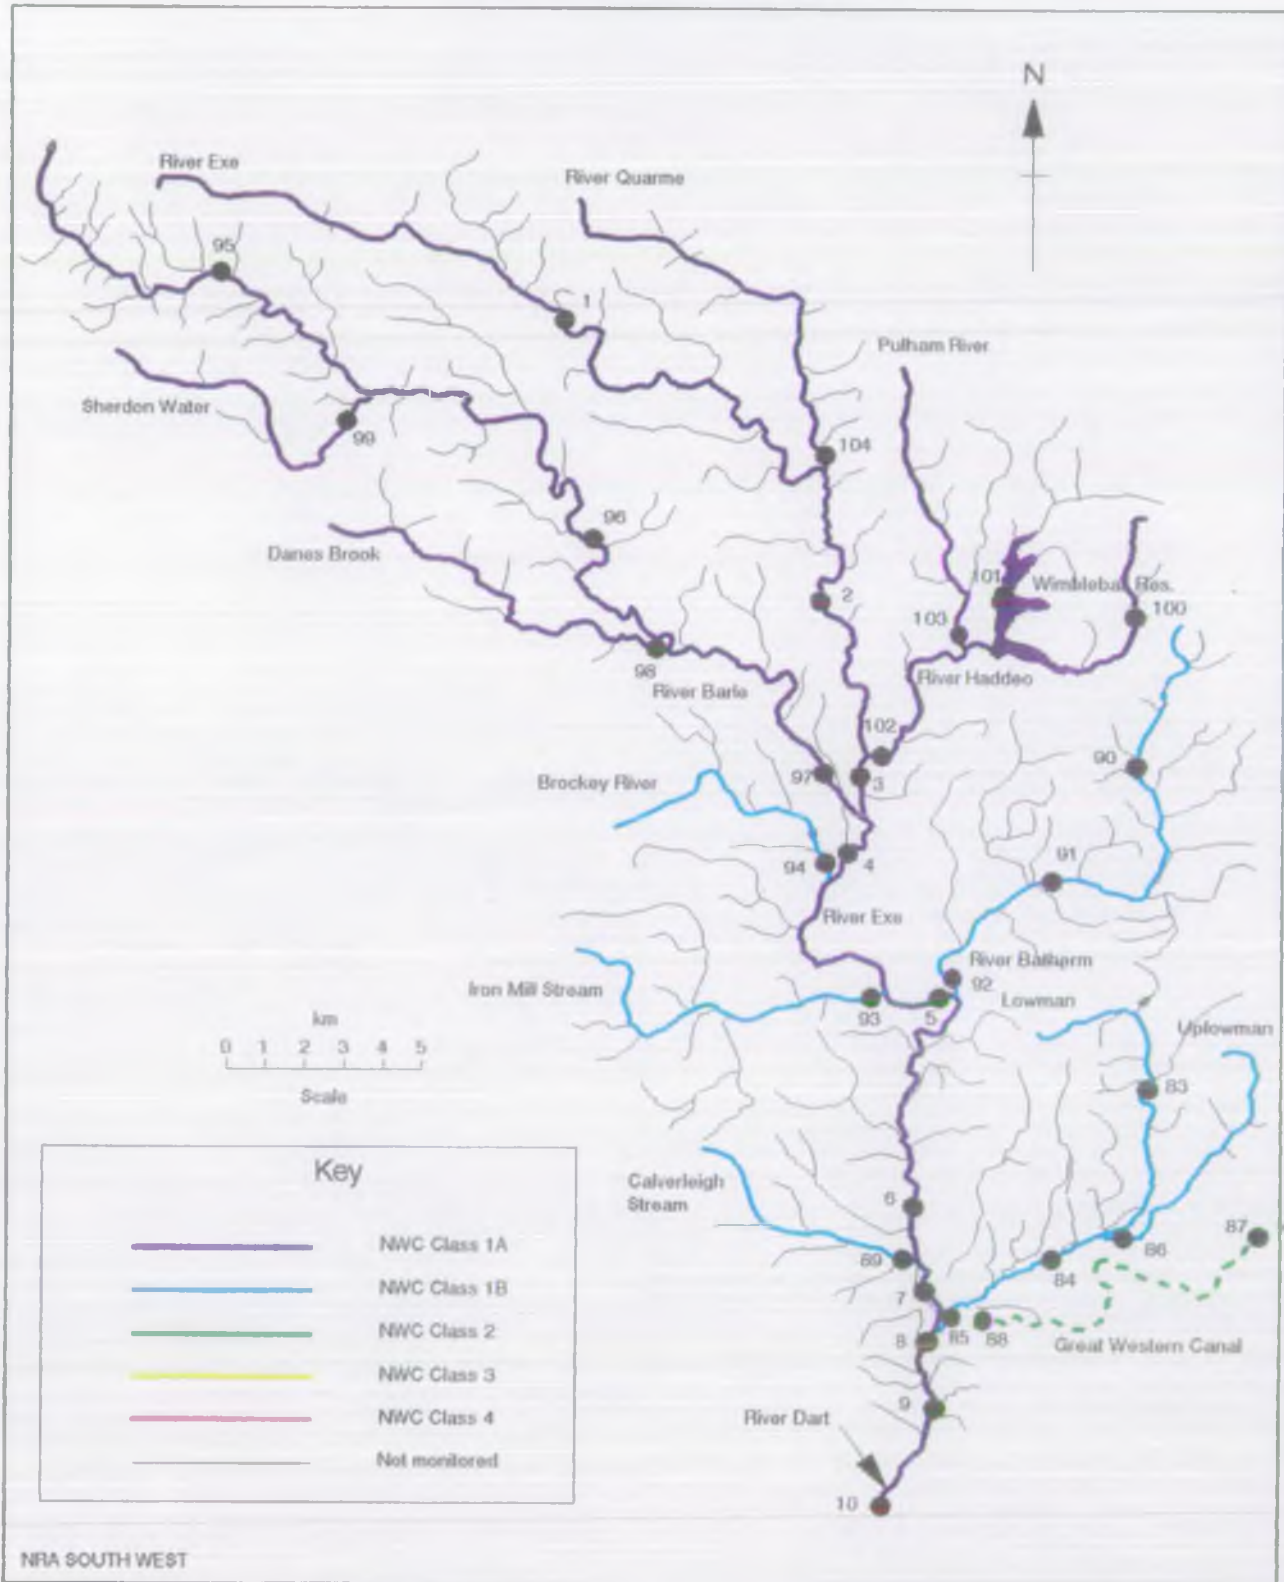 N
River Exe
River Quarme
95
1
Pulham River
Sherdon Water
99
104
96
Danes Brook
2
101
Wimbleball Res.
100
103
98
River Haddeo
River Barle
102
97
3
90
Brockey River
94
4
91
River Exe
River Batherm
92
Iron Mill Stream
93
5
Lowman
Uplowman
km
0 1 2 3 4 5
Scale
83
Key
NWC Class 1A
NWC Class 1B
NWC Class 2
NWC Class 3
NWC Class 4
Not monitored
Calverleigh
Stream
6
89
86
87
84
7
85
88
8
Great Western Canal
9
River Dart
10
NRA SOUTH WEST